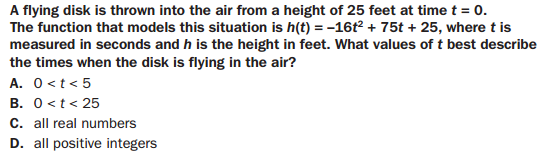 A flying disk is thrown into the air from a height of 25 feet at time t = 0.
The function that models this situation is h(t) = –16t² + 75t + 25, where t is
measured in seconds and h is the height in feet. What values of t best describe
the times when the disk is flying in the air?
A. 0 < t < 5
B. 0 < t < 25
C. all real numbers
D. all positive integers